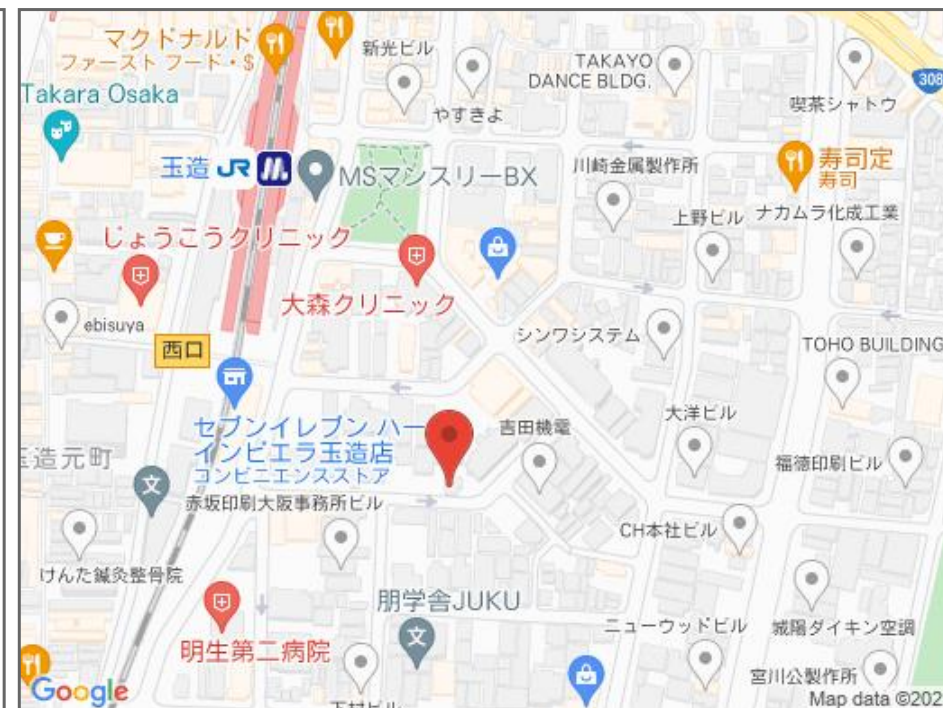 マクドナルド
ファースト フード・$
新光ビル
TAKAYO
DANCE BLDG.
308
Takara Osaka
やすきよ
喫茶シャトウ
玉造 JR
MSマンスリーBX
川崎金属製作所
寿司定
寿司
上野ビル
ナカムラ化成工業
じょうこうクリニック
大森クリニック
ebisuya
シンワシステム
西口
TOHO BUILDING
セブンイレブン ハー
インピエラ玉造店
コンビニエンスストア
大洋ビル
吉田機電
造元町
文
福徳印刷ビル
赤坂印刷大阪事務所ビル
CH本社ビル
けんた鍼灸整骨院
朋学舎JUKU
文
ニューウッドビル
城陽ダイキン空調
明生第二病院
宮川公製作所
Google
Map data ©202